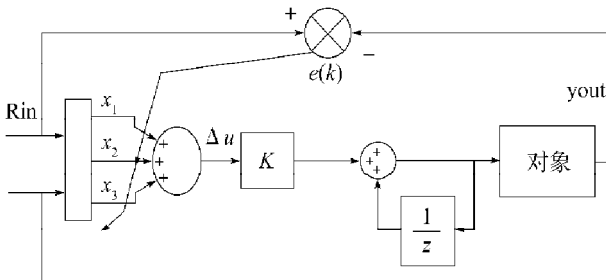 +
−
e(k)
Rin
yout
x1
x2
x3
+
+
+
Δu
K
+
+
+
对象
1
z